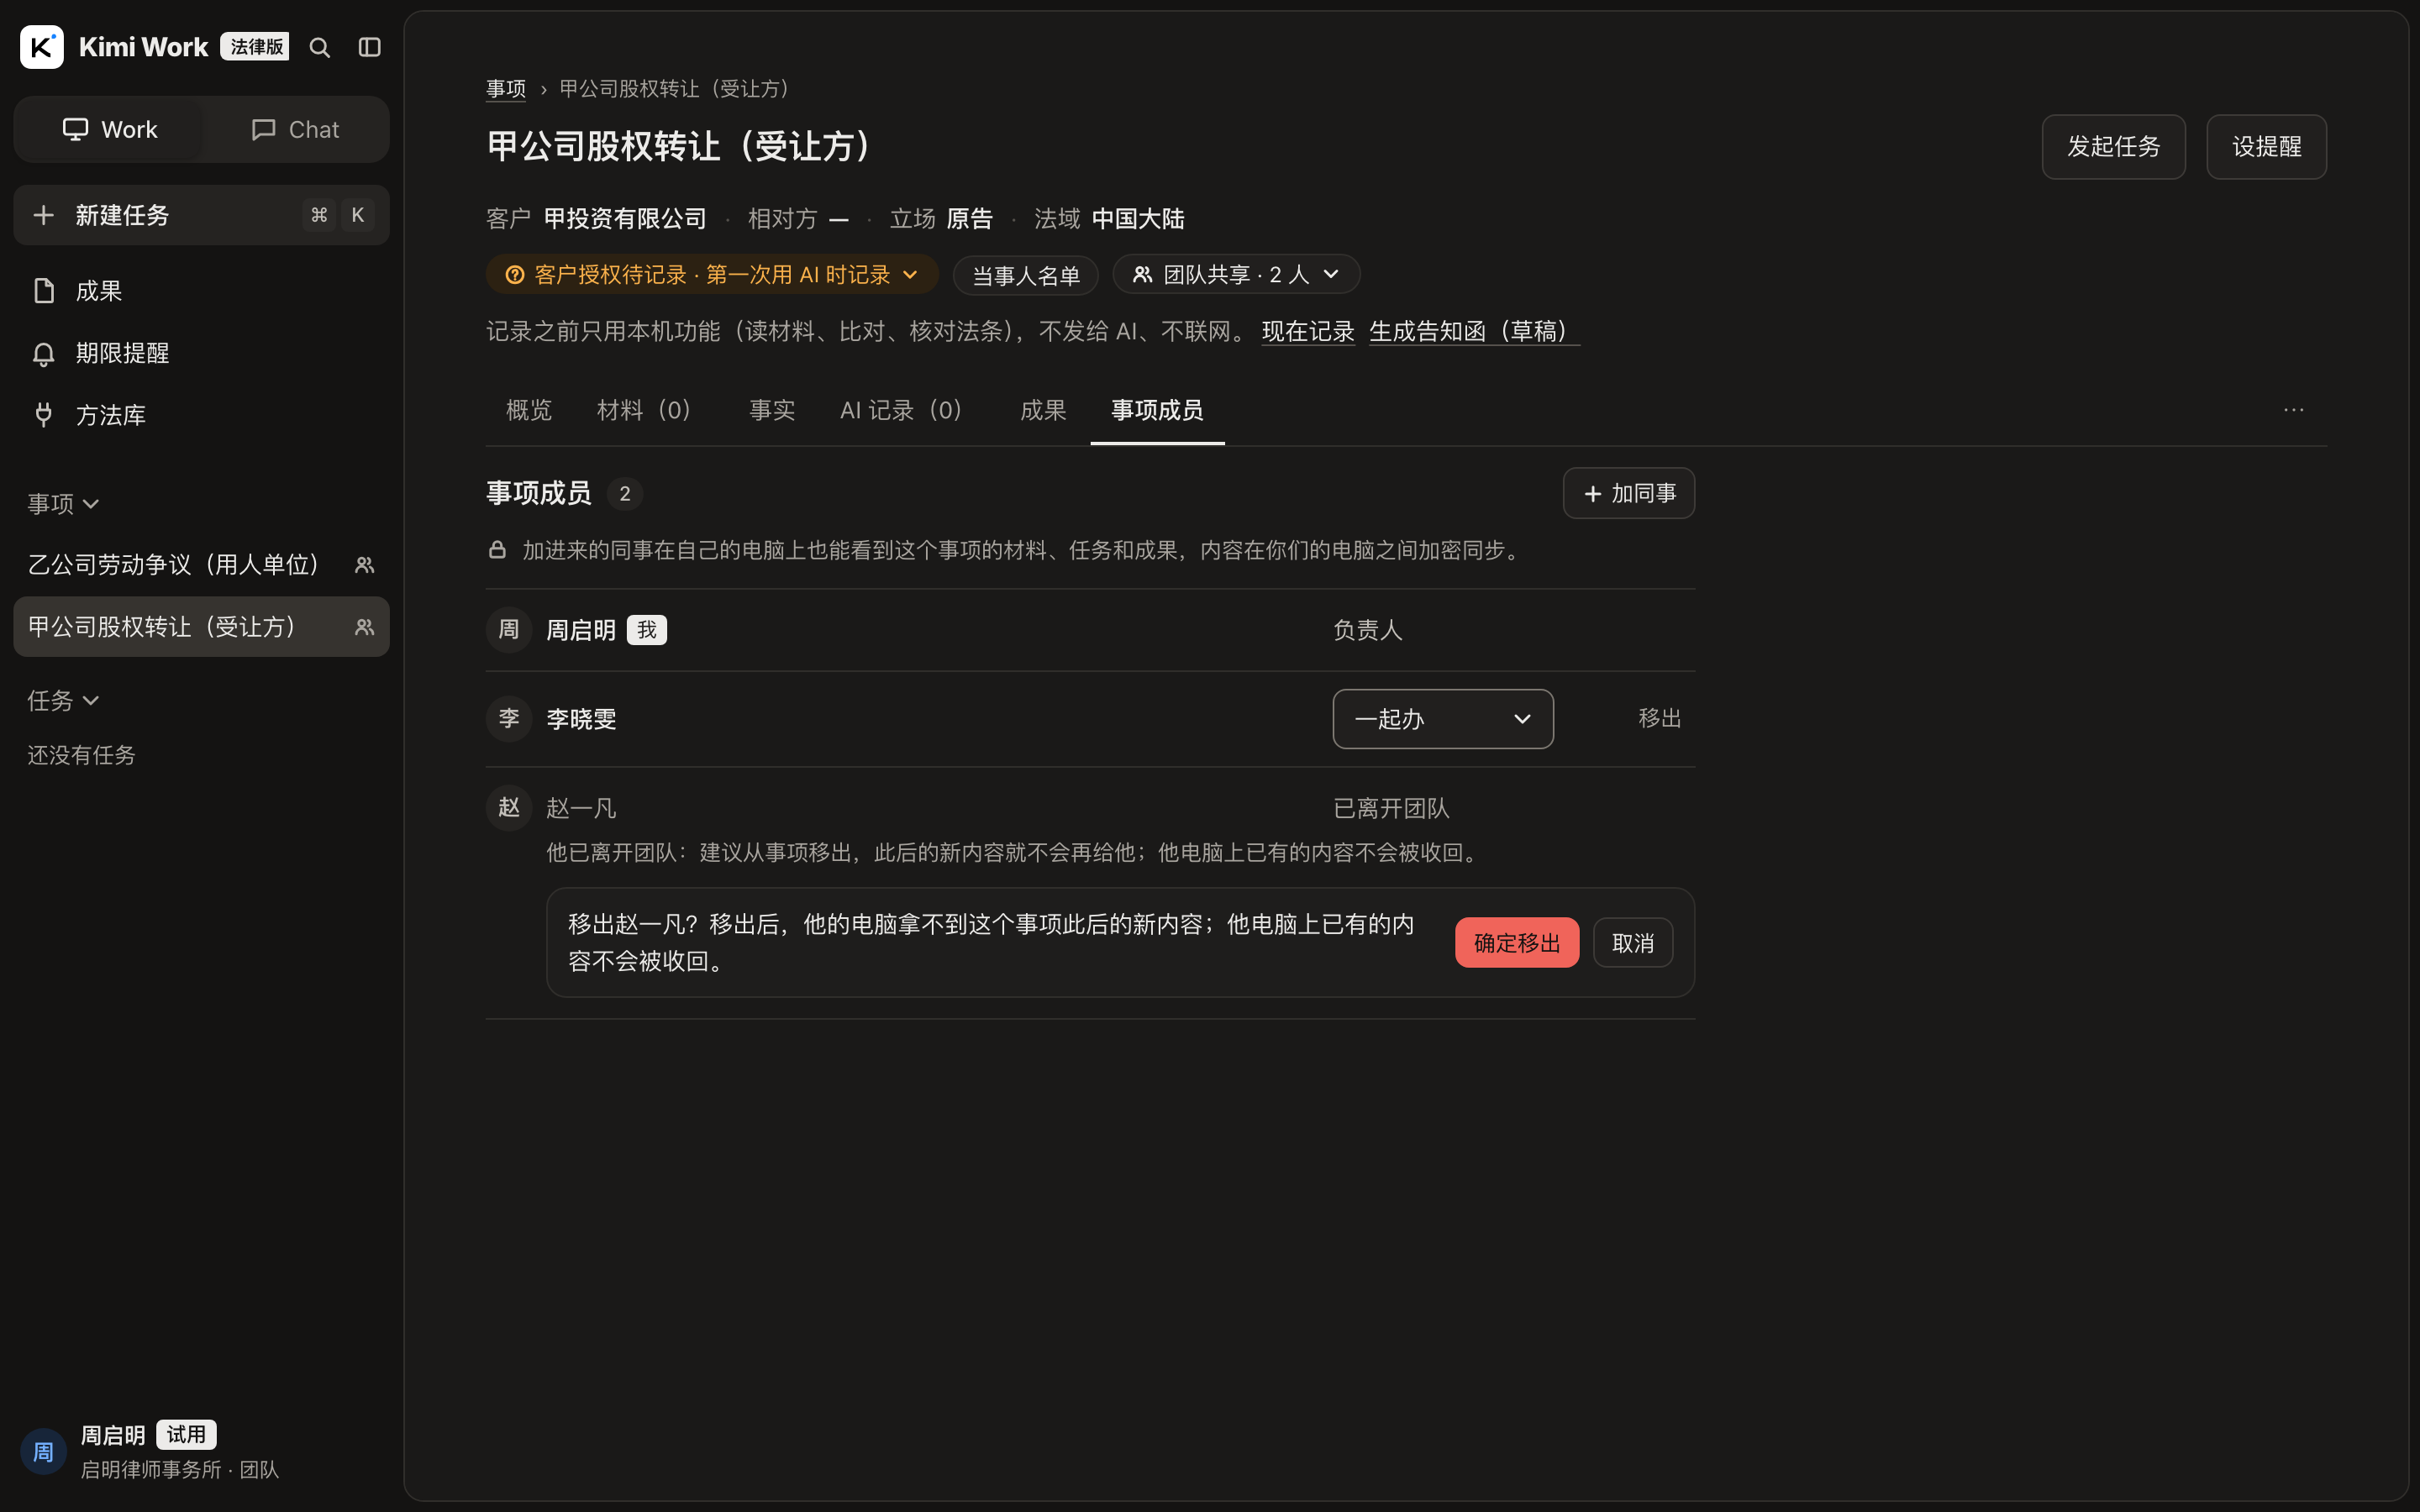 Kimi Work 法律版
Work
Chat
新建任务 ⌘ K
成果
期限提醒
方法库
事项
乙公司劳动争议（用人单位）
甲公司股权转让（受让方）
任务
还没有任务
周 周启明 试用
启明律师事务所 · 团队
事项 › 甲公司股权转让（受让方）
甲公司股权转让（受让方）
发起任务
设提醒
客户 甲投资有限公司 · 相对方 — · 立场 原告 · 法域 中国大陆
客户授权待记录 · 第一次用 AI 时记录
当事人名单
团队共享 · 2 人
记录之前只用本机功能（读材料、比对、核对法条），不发给 AI、不联网。 现在记录 生成告知函（草稿）
概览 材料（0） 事实 AI 记录（0） 成果 事项成员 ···
事项成员 2
+ 加同事
加进来的同事在自己的电脑上也能看到这个事项的材料、任务和成果，内容在你们的电脑之间加密同步。
周 周启明 我 负责人
李 李晓雯 一起办 移出
赵 赵一凡 已离开团队
他已离开团队：建议从事项移出，此后的新内容就不会再给他；他电脑上已有的内容不会被收回。
移出赵一凡？移出后，他的电脑拿不到这个事项此后的新内容；他电脑上已有的内
容不会被收回。
确定移出
取消